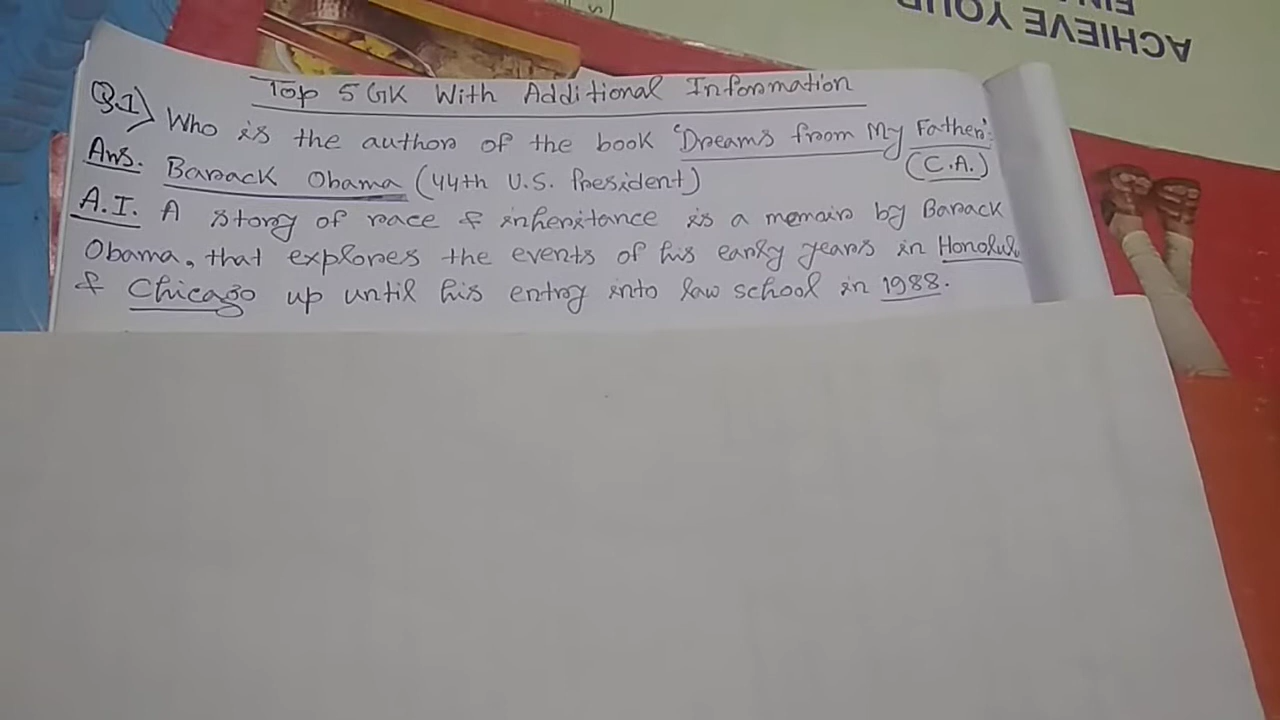 ACHIEVE YOUR
Top 5 GK With Additional Information
Q.1) Who is the author of the book 'Dreams from My Father'.
(C.A.)
Ans. Barack Obama (44th U.S. President)
A.I. A story of race & inheritance is a memoir by Barack
Obama, that explores the events of his early years in Honolulu
& Chicago up until his entry into law school in 1988.